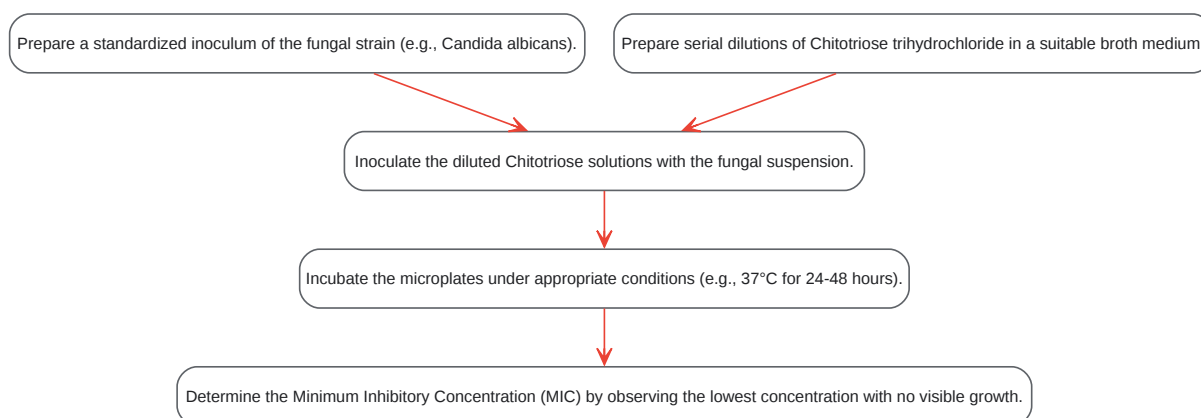 Prepare a standardized inoculum of the fungal strain (e.g., Candida albicans).
Prepare serial dilutions of Chitotriose trihydrochloride in a suitable broth medium
Inoculate the diluted Chitotriose solutions with the fungal suspension.
Incubate the microplates under appropriate conditions (e.g., 37°C for 24-48 hours).
Determine the Minimum Inhibitory Concentration (MIC) by observing the lowest concentration with no visible growth.